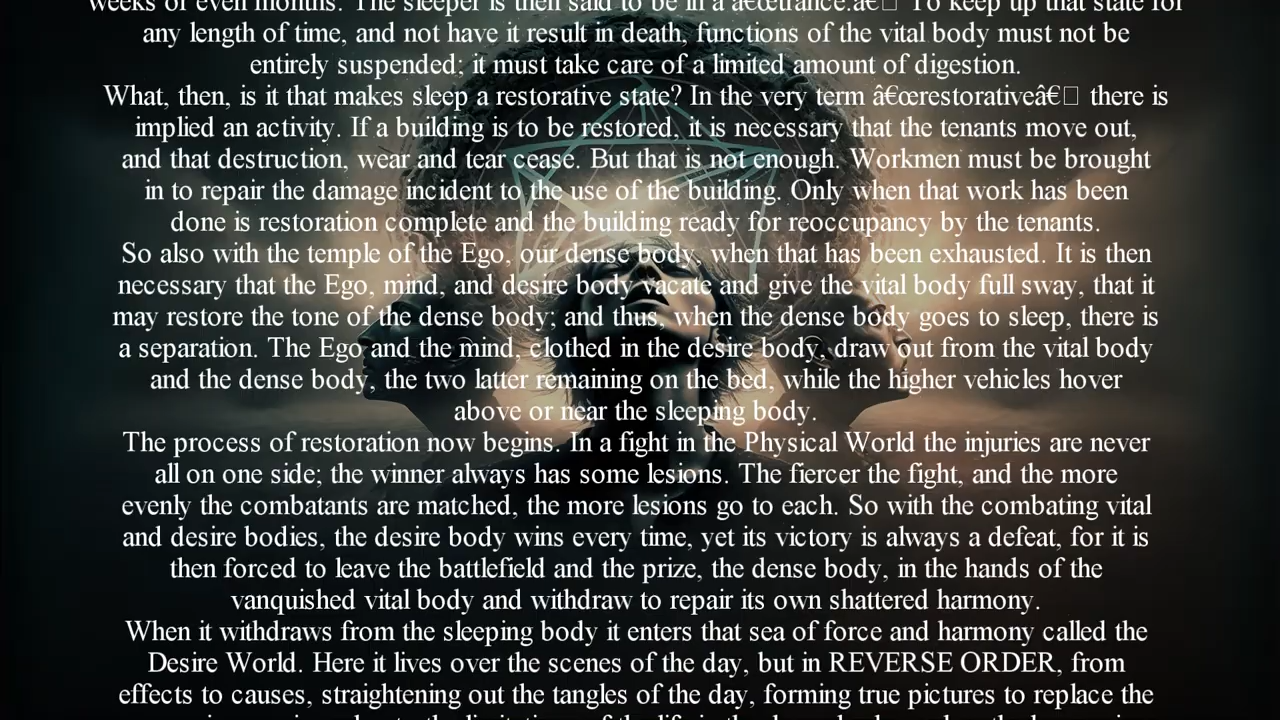 weeks or even months. The sleeper is then said to be in a â€œtrance.â€□ To keep up that state for
any length of time, and not have it result in death, functions of the vital body must not be
entirely suspended; it must take care of a limited amount of digestion.
What, then, is it that makes sleep a restorative state? In the very term â€œrestorativeâ€□ there is
implied an activity. If a building is to be restored, it is necessary that the tenants move out,
and that destruction, wear and tear cease. But that is not enough. Workmen must be brought
in to repair the damage incident to the use of the building. Only when that work has been
done is restoration complete and the building ready for reoccupancy by the tenants.
So also with the temple of the Ego, our dense body, when that has been exhausted. It is then
necessary that the Ego, mind, and desire body vacate and give the vital body full sway, that it
may restore the tone of the dense body; and thus, when the dense body goes to sleep, there is
a separation. The Ego and the mind, clothed in the desire body, draw out from the vital body
and the dense body, the two latter remaining on the bed, while the higher vehicles hover
above or near the sleeping body.
The process of restoration now begins. In a fight in the Physical World the injuries are never
all on one side; the winner always has some lesions. The fiercer the fight, and the more
evenly the combatants are matched, the more lesions go to each. So with the combating vital
and desire bodies, the desire body wins every time, yet its victory is always a defeat, for it is
then forced to leave the battlefield and the prize, the dense body, in the hands of the
vanquished vital body and withdraw to repair its own shattered harmony.
When it withdraws from the sleeping body it enters that sea of force and harmony called the
Desire World. Here it lives over the scenes of the day, but in REVERSE ORDER, from
effects to causes, straightening out the tangles of the day, forming true pictures to replace the